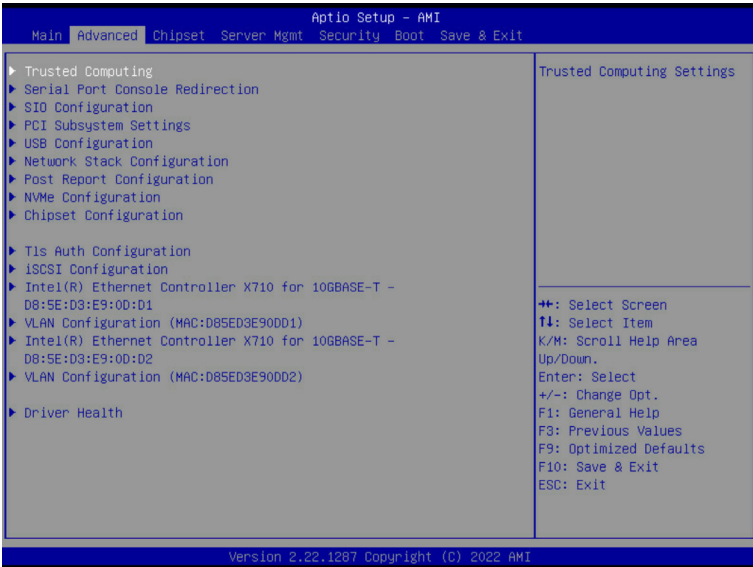 Aptio Setup – AMI
Main Advanced Chipset Server Mgmt Security Boot Save & Exit
Trusted Computing
Serial Port Console Redirection
SIO Configuration
PCI Subsystem Settings
USB Configuration
Network Stack Configuration
Post Report Configuration
NVMe Configuration
Chipset Configuration
Tls Auth Configuration
iSCSI Configuration
Intel(R) Ethernet Controller X710 for 10GBASE-T –
D8:5E:D3:E9:0D:D1
VLAN Configuration (MAC:D85ED3E90DD1)
Intel(R) Ethernet Controller X710 for 10GBASE-T –
D8:5E:D3:E9:0D:D2
VLAN Configuration (MAC:D85ED3E90DD2)
Driver Health
Trusted Computing Settings
→←: Select Screen
↑↓: Select Item
K/M: Scroll Help Area
Up/Down.
Enter: Select
+/-: Change Opt.
F1: General Help
F3: Previous Values
F9: Optimized Defaults
F10: Save & Exit
ESC: Exit
Version 2.22.1287 Copyright (C) 2022 AMI